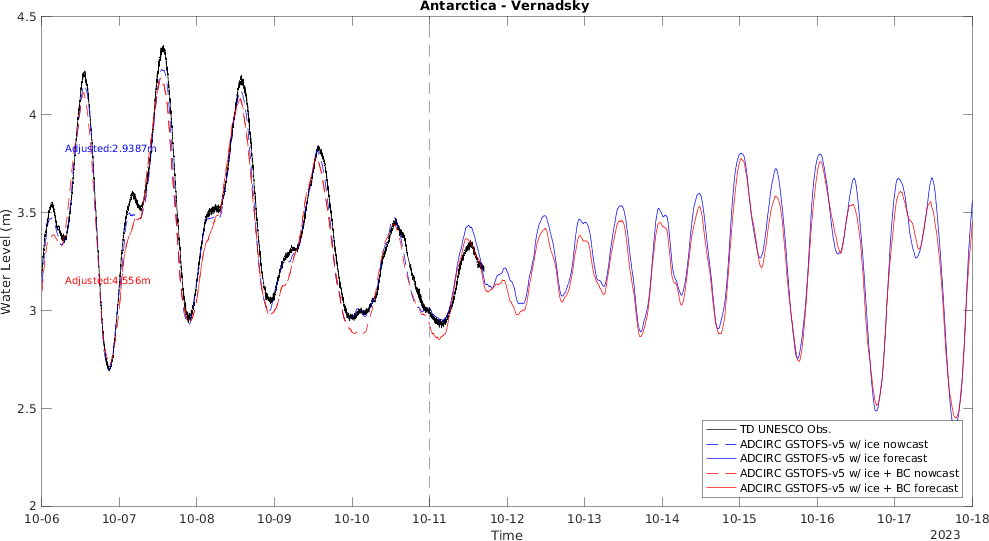 Antarctica - Vernadsky
4.5
4
3.5
3
2.5
2
Water Level (m)
Adjusted:2.9387m
Adjusted:4.556m
TD UNESCO Obs.
ADCIRC GSTOFS-v5 w/ ice nowcast
ADCIRC GSTOFS-v5 w/ ice forecast
ADCIRC GSTOFS-v5 w/ ice + BC nowcast
ADCIRC GSTOFS-v5 w/ ice + BC forecast
10-06 10-07 10-08 10-09 10-10 10-11 10-12 10-13 10-14 10-15 10-16 10-17 10-18
Time
2023